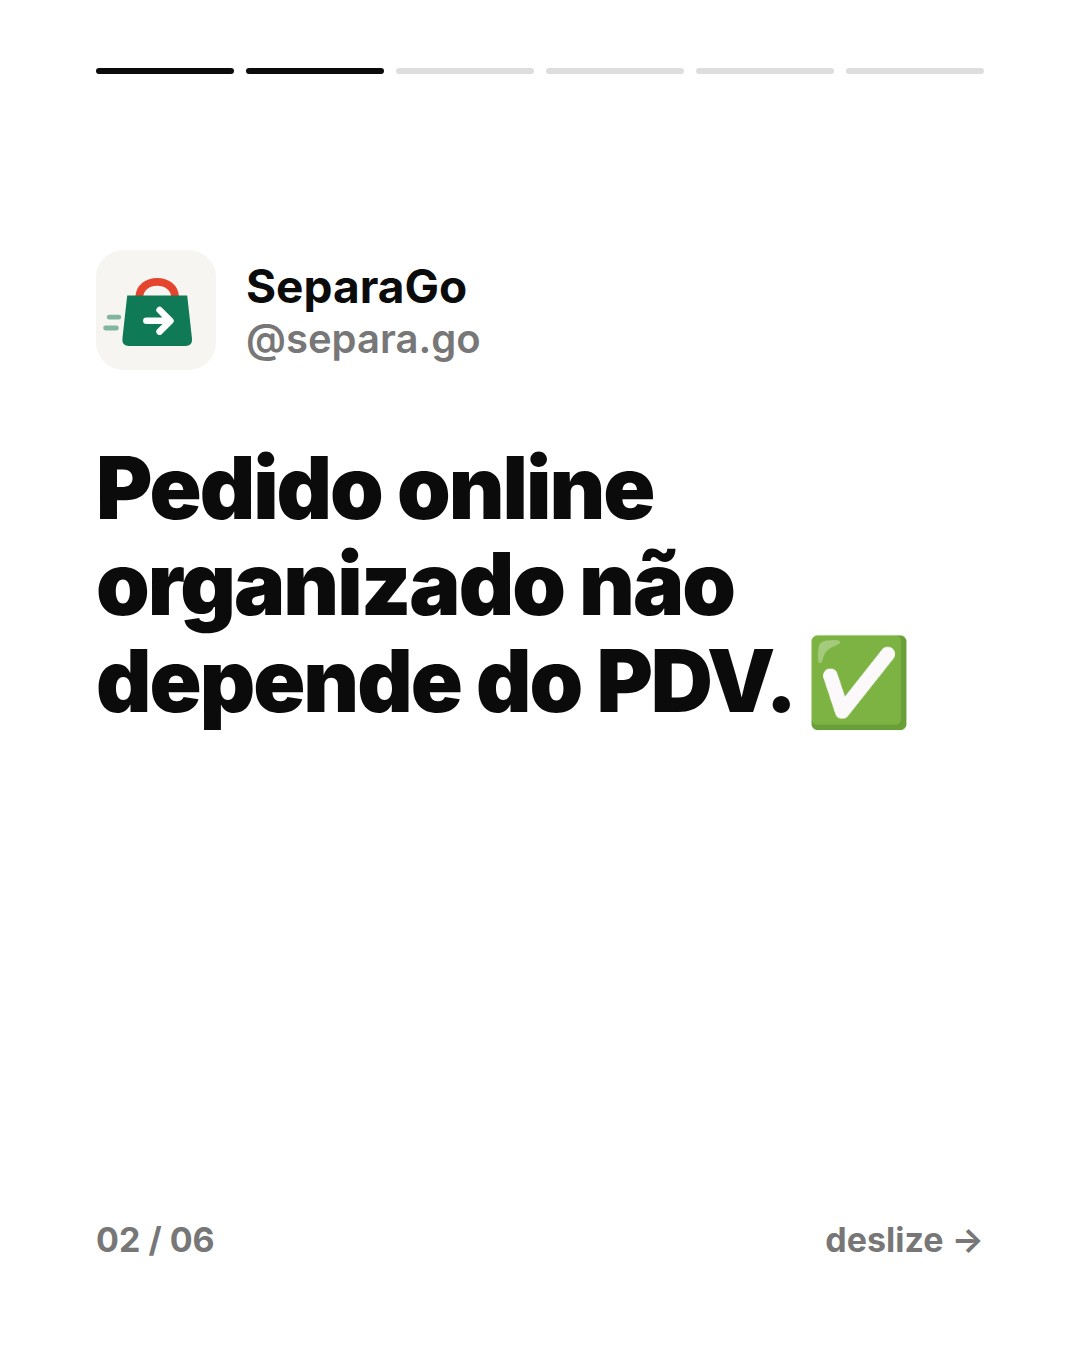 SeparaGo
@separa.go
Pedido online
organizado não
depende do PDV. ✅
02 / 06
deslize →